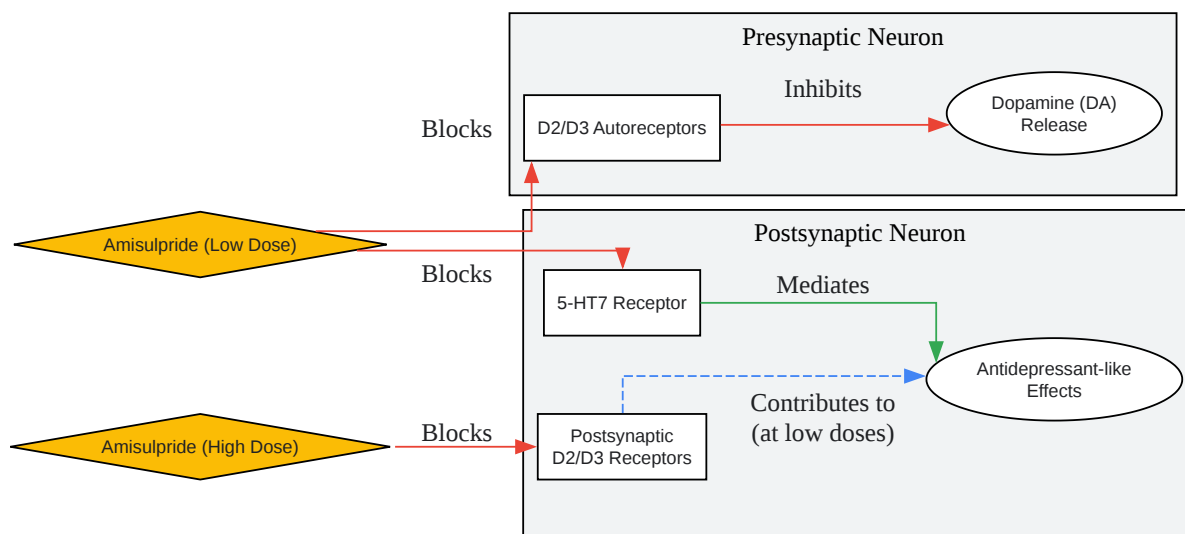 Presynaptic Neuron
Inhibits
Dopamine (DA)
Release
Blocks
D2/D3 Autoreceptors
Amisulpride (Low Dose)
Postsynaptic Neuron
Blocks
5-HT7 Receptor
Mediates
Antidepressant-like
Effects
Contributes to
(at low doses)
Amisulpride (High Dose)
Blocks
Postsynaptic
D2/D3 Receptors